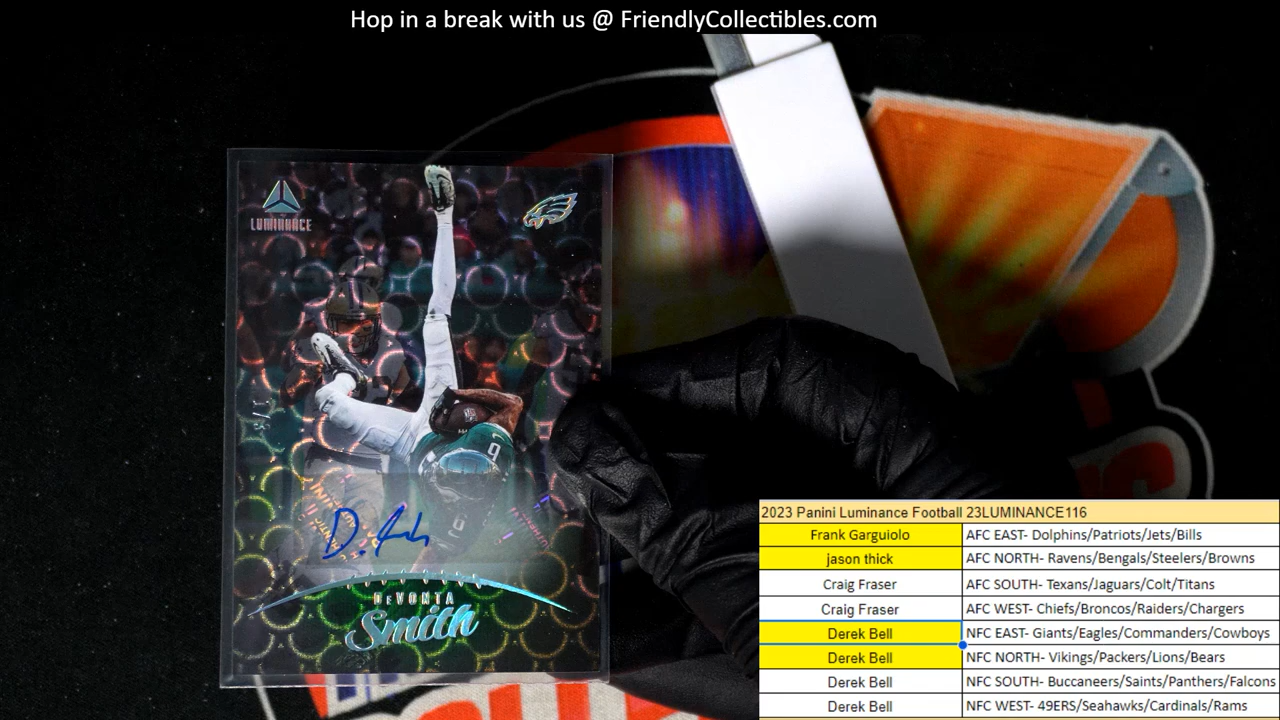 Hop in a break with us @ FriendlyCollectibles.com
LUMINANCE
9
D. Smith
DeVONTA
Smith
2023 Panini Luminance Football 23LUMINANCE116
Frank Garguiolo AFC EAST- Dolphins/Patriots/Jets/Bills
jason thick AFC NORTH- Ravens/Bengals/Steelers/Browns
Craig Fraser AFC SOUTH- Texans/Jaguars/Colt/Titans
Craig Fraser AFC WEST- Chiefs/Broncos/Raiders/Chargers
Derek Bell NFC EAST- Giants/Eagles/Commanders/Cowboys
Derek Bell NFC NORTH- Vikings/Packers/Lions/Bears
Derek Bell NFC SOUTH- Buccaneers/Saints/Panthers/Falcons
Derek Bell NFC WEST- 49ERS/Seahawks/Cardinals/Rams